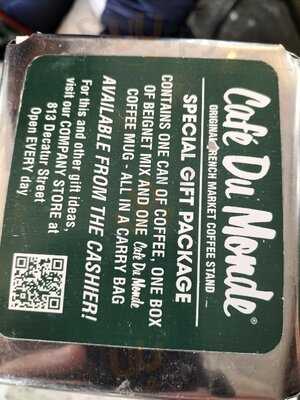 Café Du Monde®
ORIGINAL FRENCH MARKET COFFEE STAND
SPECIAL GIFT PACKAGE
CONTAINS ONE CAN OF COFFEE, ONE BOX
OF BEIGNET MIX AND ONE Café Du Monde
COFFEE MUG - ALL IN A CARRY BAG
AVAILABLE FROM THE CASHIER!
For this and other gift ideas,
visit our COMPANY STORE at
813 Decatur Street
Open EVERY day